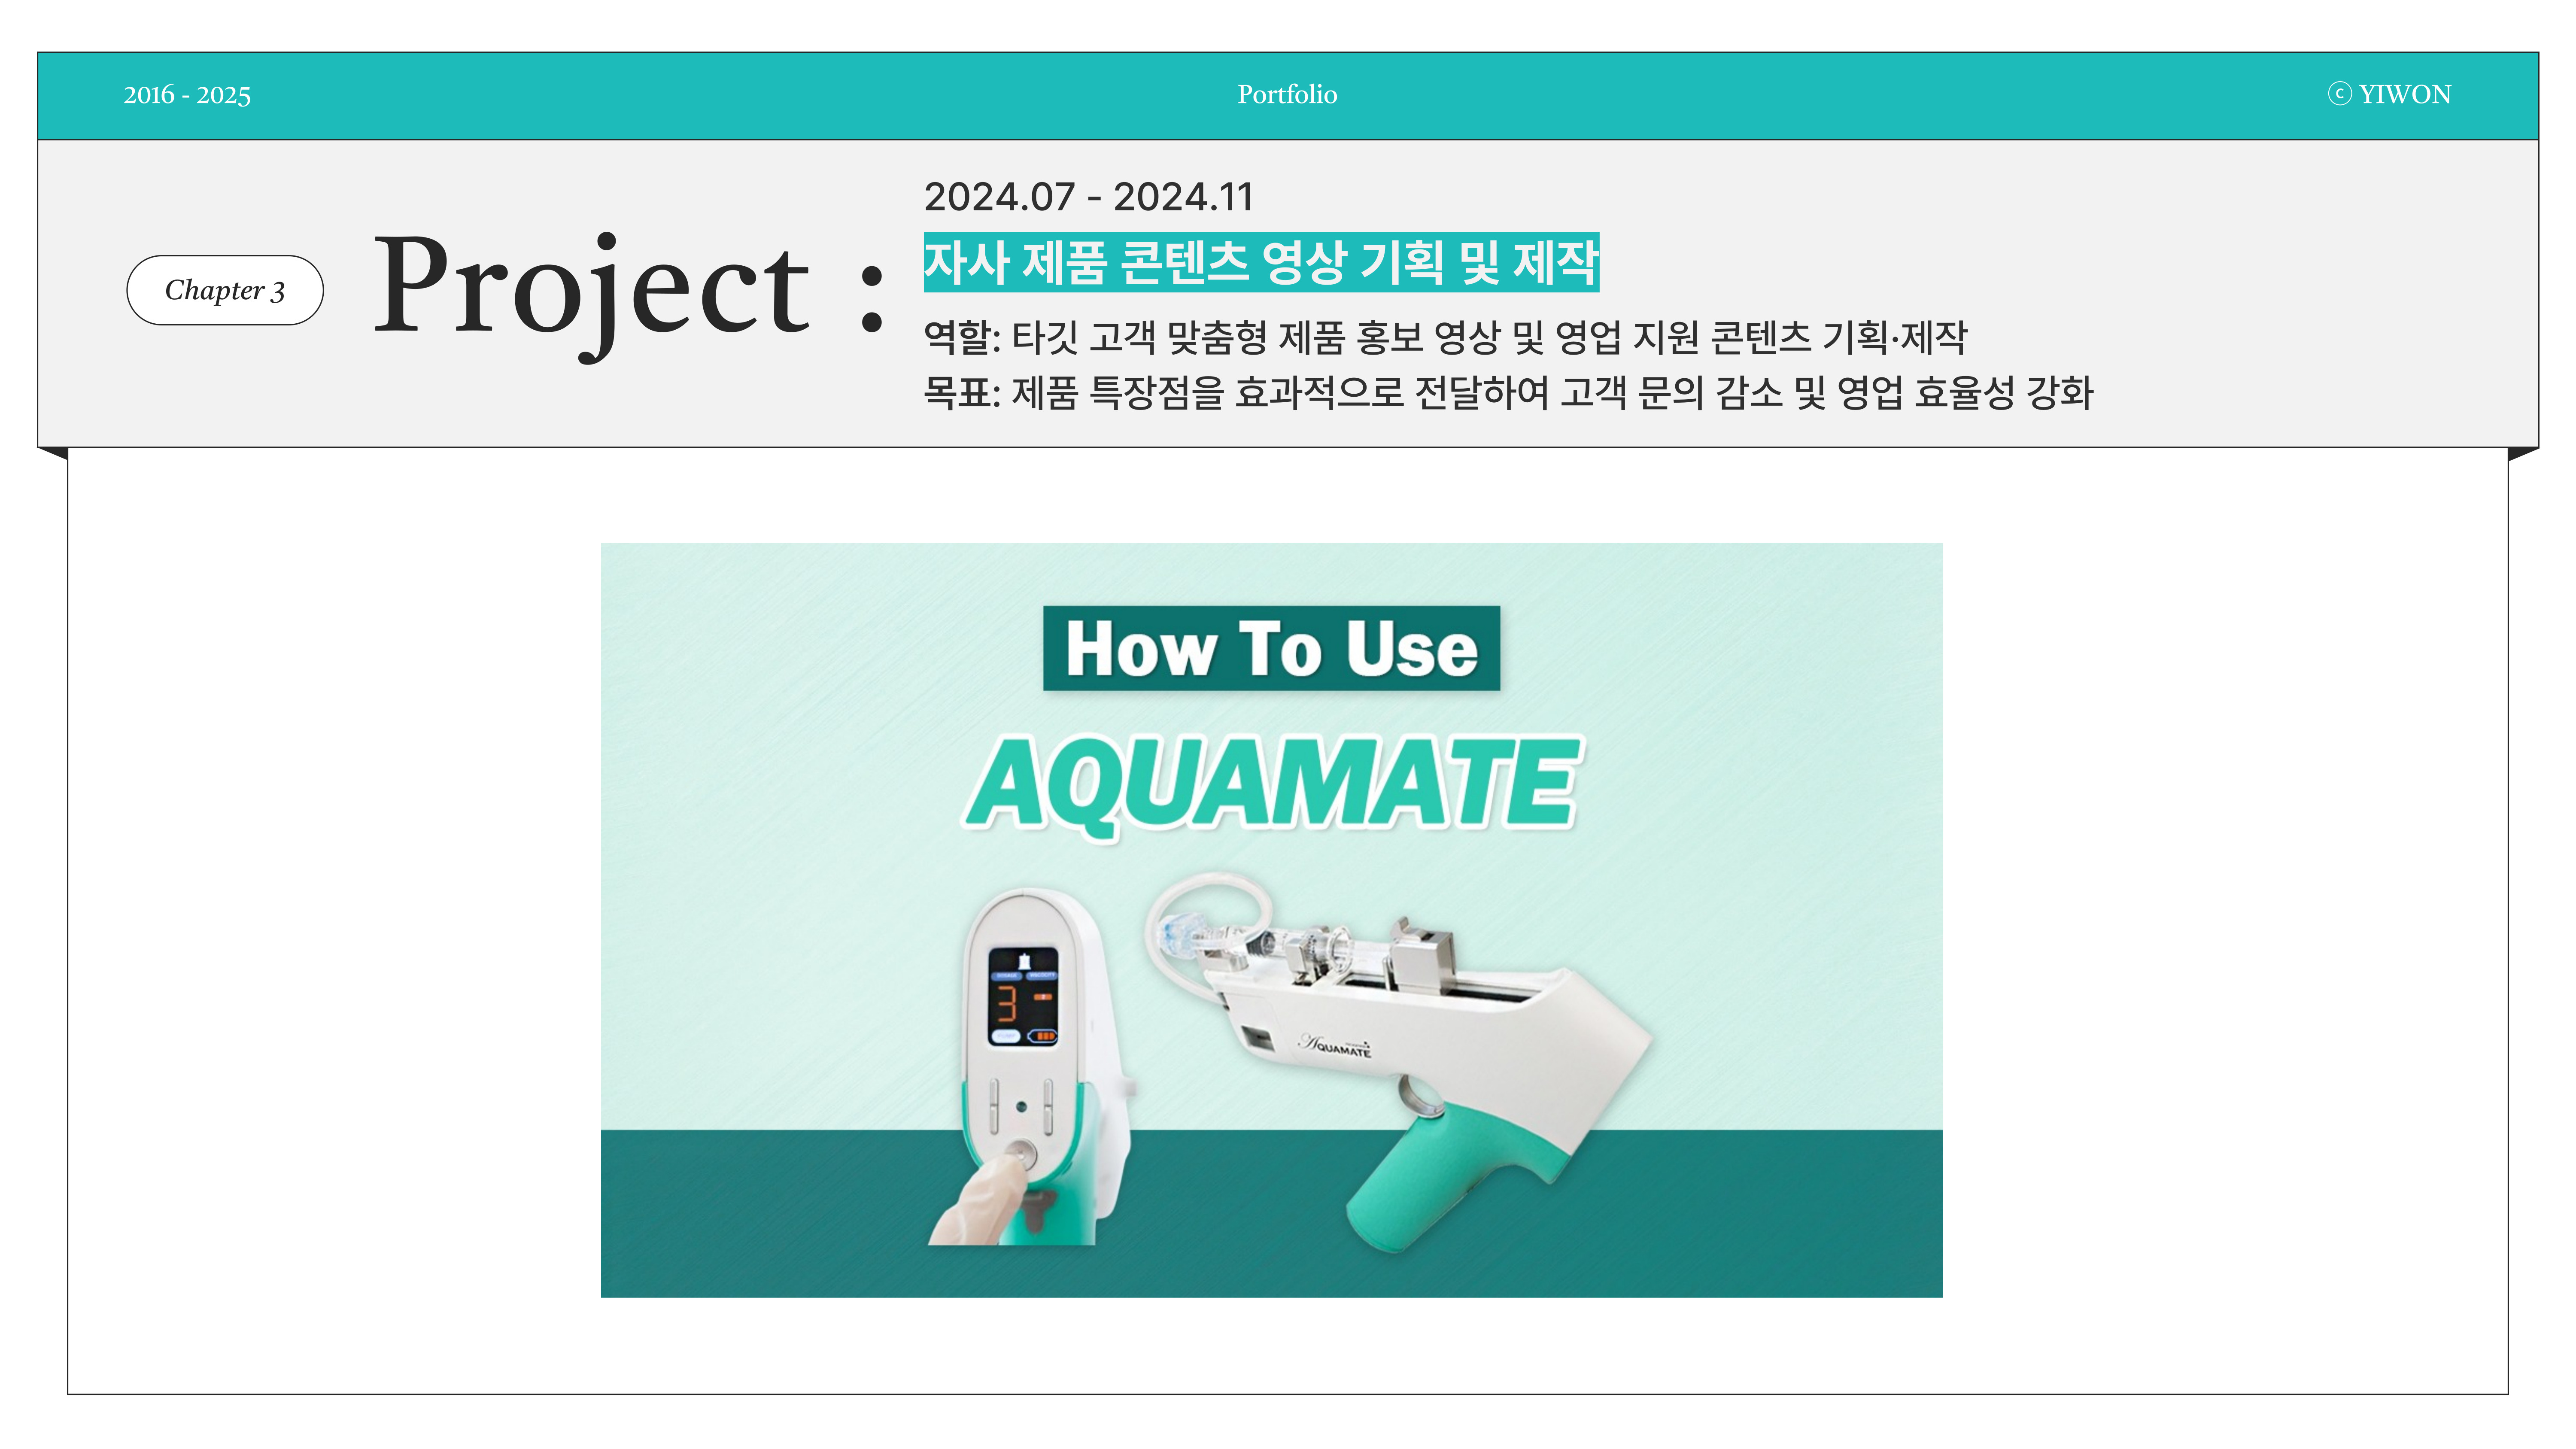 2016 - 2025
Portfolio
ⓒ YIWON
Chapter 3
Project :
2024.07 - 2024.11
자사 제품 콘텐츠 영상 기획 및 제작
역할: 타깃 고객 맞춤형 제품 홍보 영상 및 영업 지원 콘텐츠 기획·제작
목표: 제품 특장점을 효과적으로 전달하여 고객 문의 감소 및 영업 효율성 강화
How To Use
AQUAMATE
3
AQUAMATE